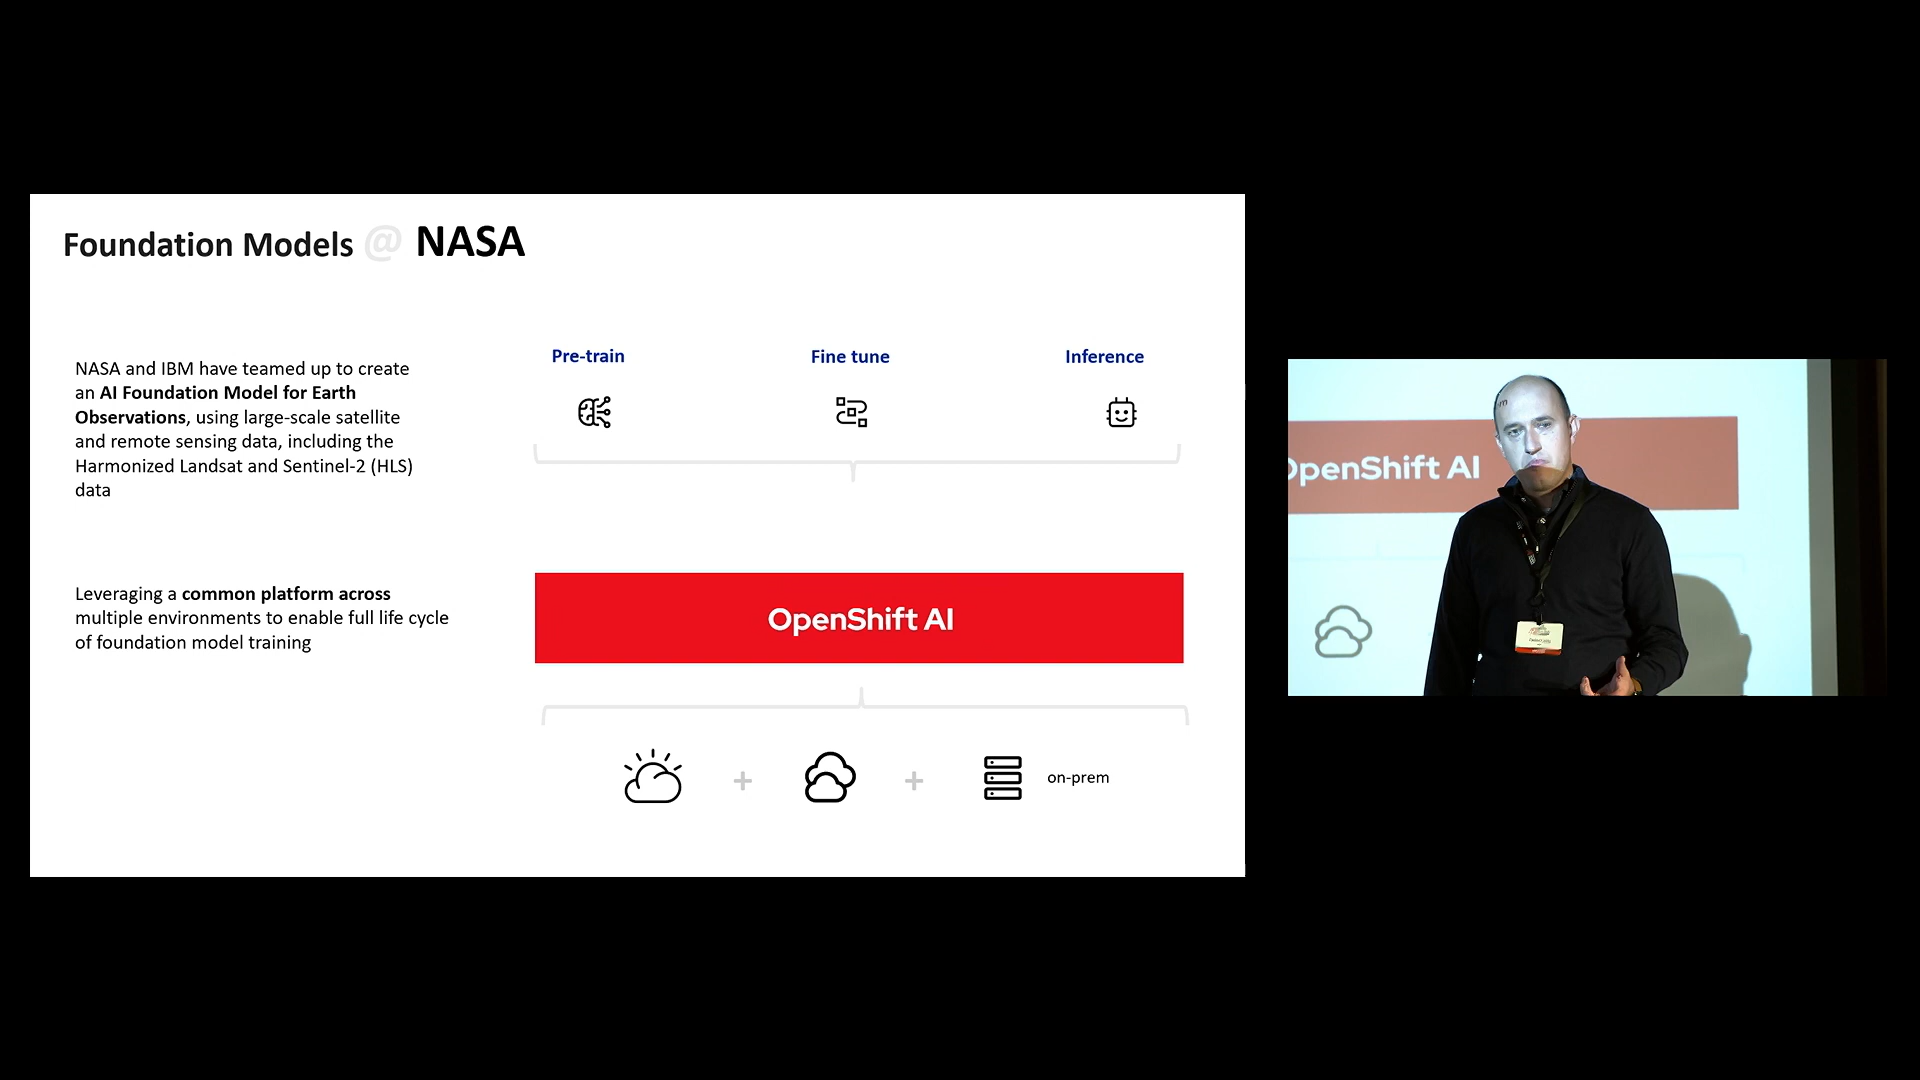 Foundation Models @ NASA
NASA and IBM have teamed up to create
an AI Foundation Model for Earth
Observations, using large-scale satellite
and remote sensing data, including the
Harmonized Landsat and Sentinel-2 (HLS)
data
Leveraging a common platform across
multiple environments to enable full life cycle
of foundation model training
Pre-train
Fine tune
Inference
OpenShift AI
+
+
on-prem
OpenShift AI